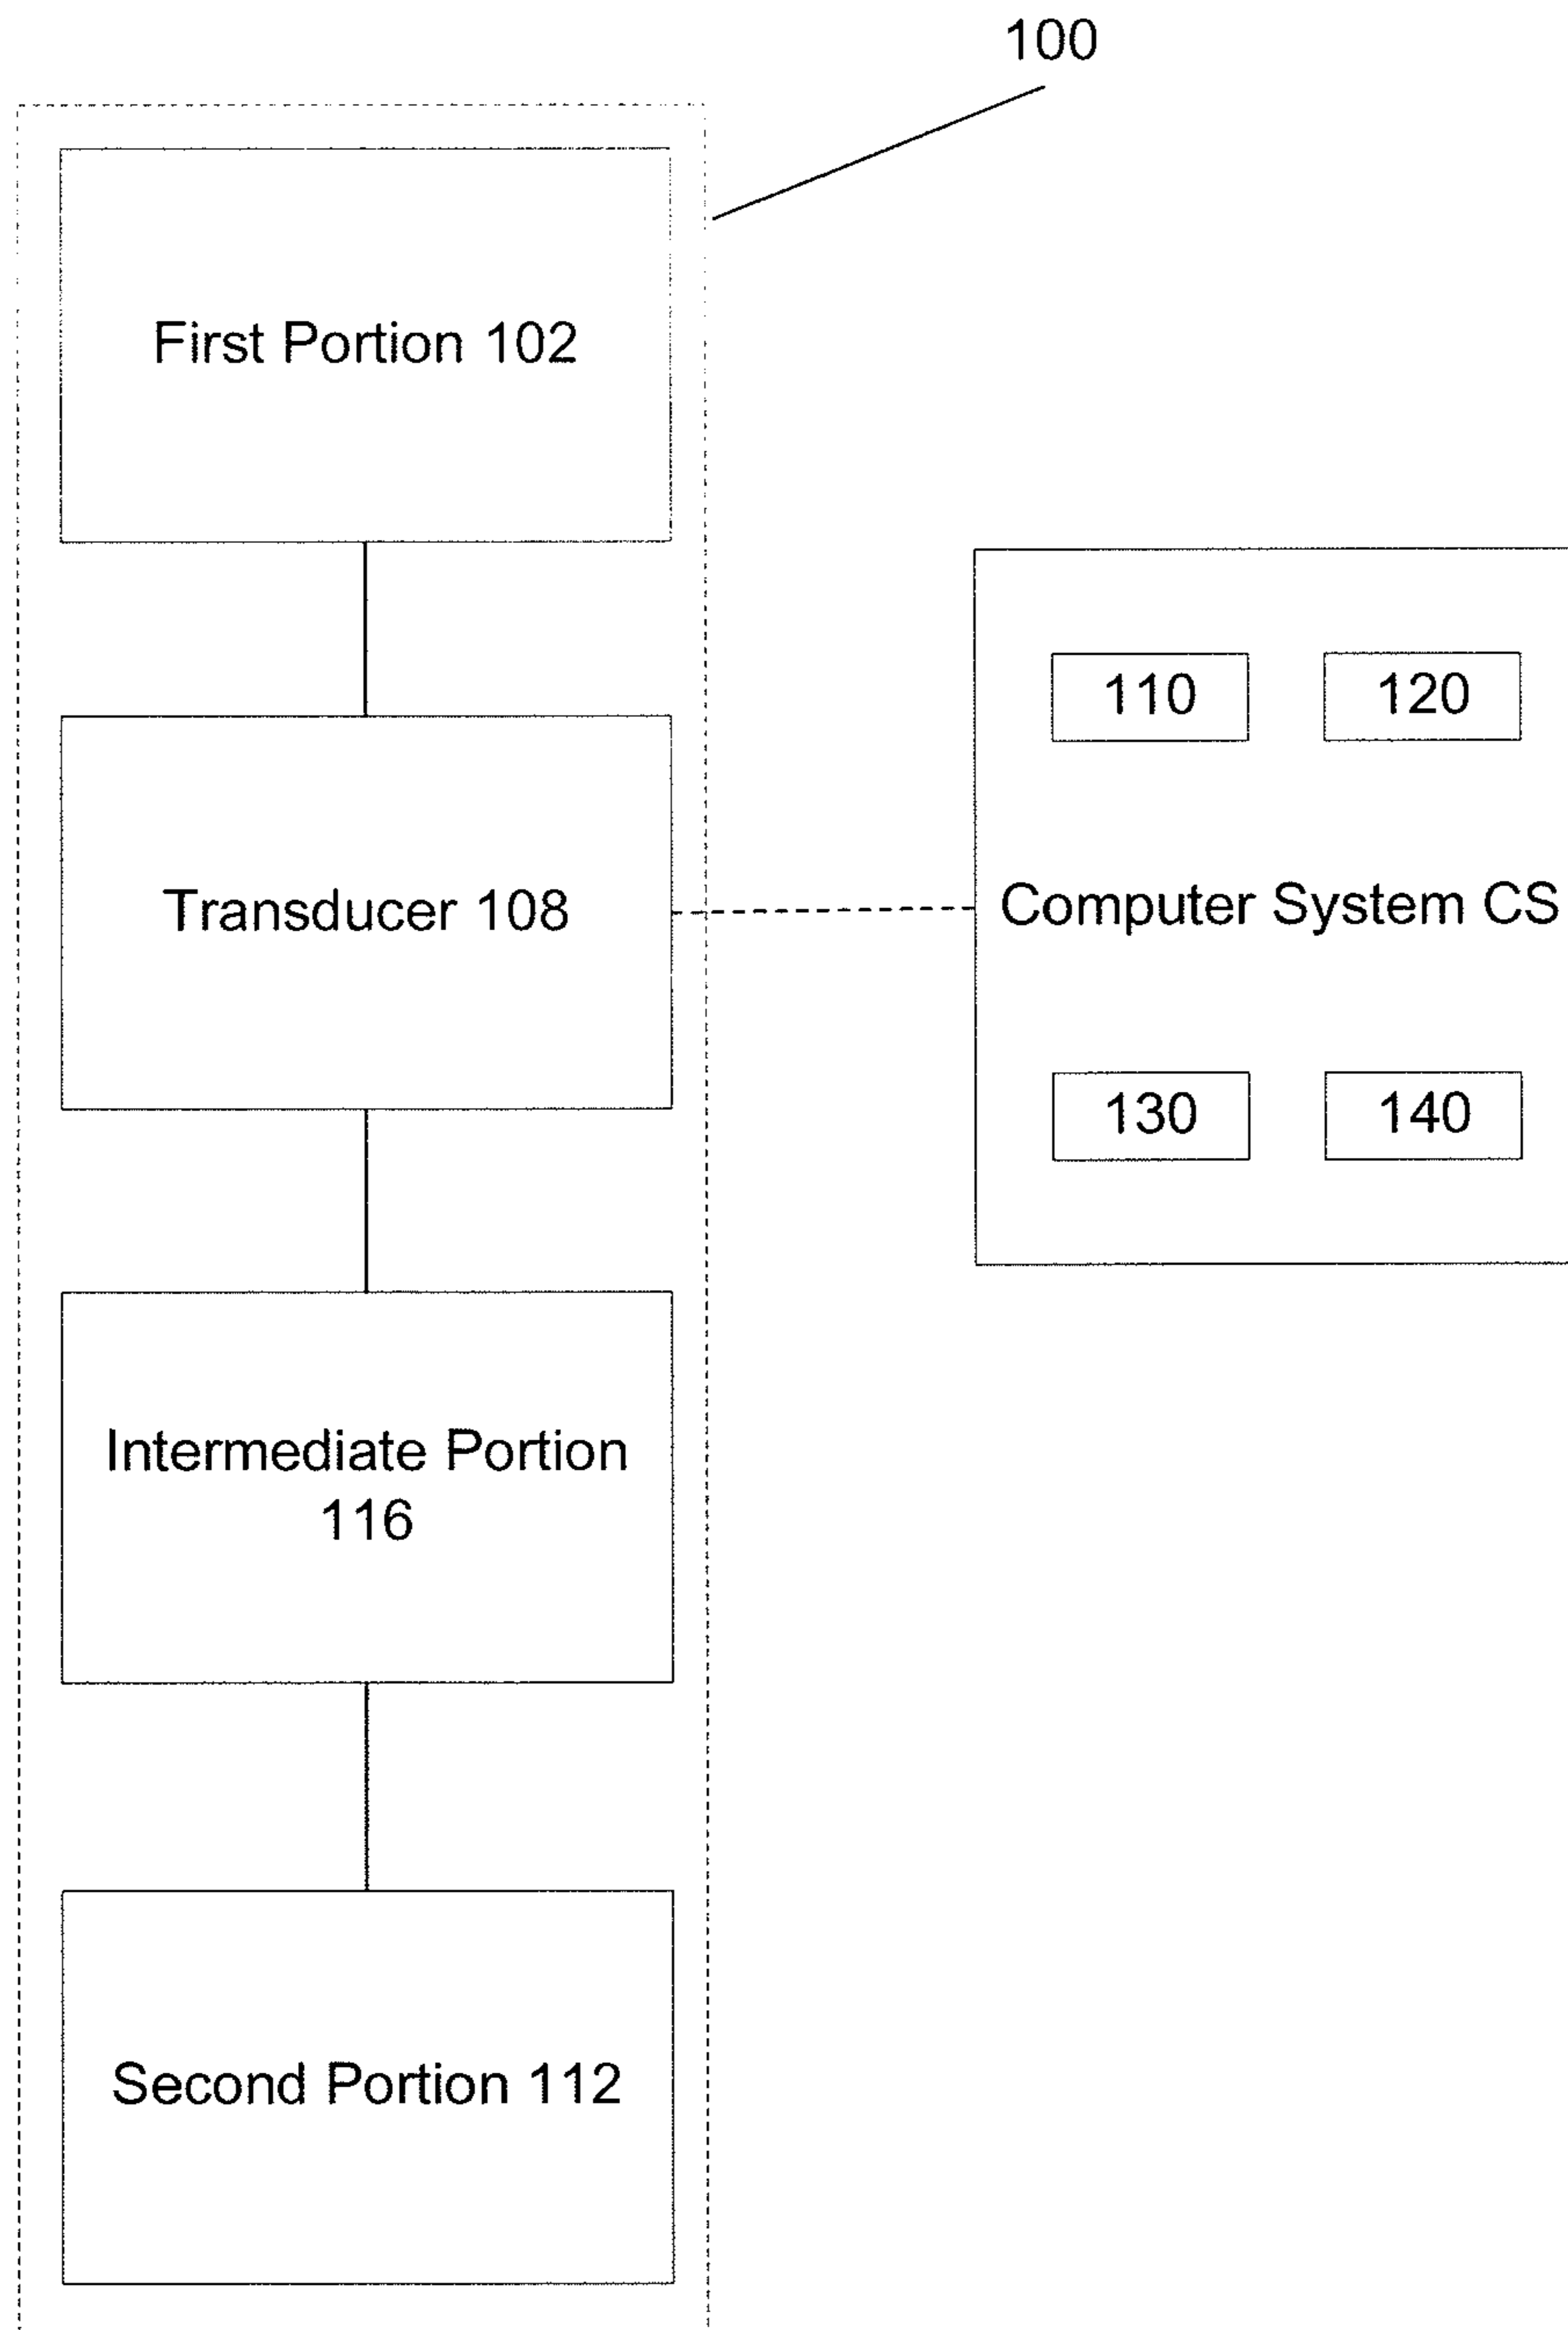 100
First Portion 102
110
120
Transducer 108
Computer System CS
130
140
Intermediate Portion
116
Second Portion 112